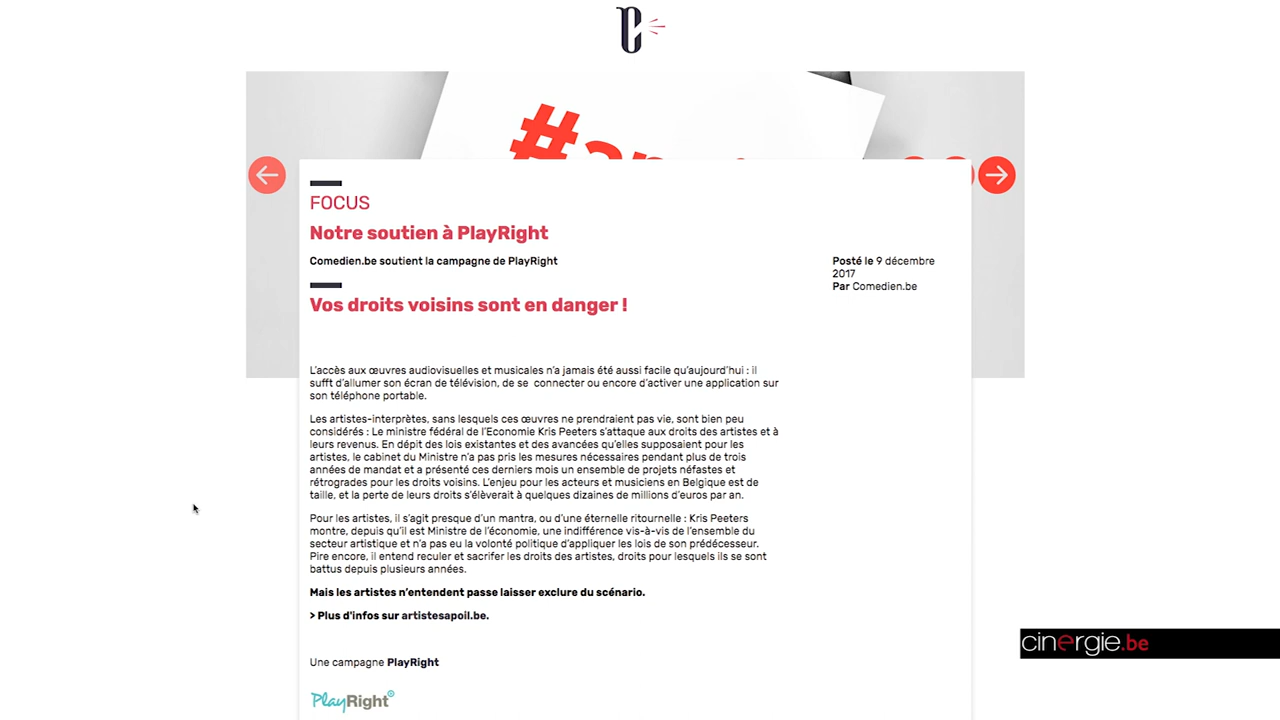 FOCUS
Notre soutien à PlayRight
Comedien.be soutient la campagne de PlayRight
Posté le 9 décembre
2017
Par Comedien.be
Vos droits voisins sont en danger !
L'accès aux œuvres audiovisuelles et musicales n'a jamais été aussi facile qu'aujourd'hui : il
sufft d'allumer son écran de télévision, de se connecter ou encore d'activer une application sur
son téléphone portable.
Les artistes-interprètes, sans lesquels ces œuvres ne prendraient pas vie, sont bien peu
considérés : Le ministre fédéral de l'Economie Kris Peeters s'attaque aux droits des artistes et à
leurs revenus. En dépit des lois existantes et des avancées qu'elles supposaient pour les
artistes, le cabinet du Ministre n'a pas pris les mesures nécessaires pendant plus de trois
années de mandat et a présenté ces derniers mois un ensemble de projets néfastes et
rétrogrades pour les droits voisins. L'enjeu pour les acteurs et musiciens en Belgique est de
taille, et la perte de leurs droits s'élèverait à quelques dizaines de millions d'euros par an.
Pour les artistes, il s'agit presque d'un mantra, ou d'une éternelle ritournelle : Kris Peeters
montre, depuis qu'il est Ministre de l'économie, une indifférence vis-à-vis de l'ensemble du
secteur artistique et n'a pas eu la volonté politique d'appliquer les lois de son prédécesseur.
Pire encore, il entend reculer et sacrifer les droits des artistes, droits pour lesquels ils se sont
battus depuis plusieurs années.
Mais les artistes n'entendent passe laisser exclure du scénario.
> Plus d'infos sur artistesapoil.be.
cinergie.be
Une campagne PlayRight
PlayRight